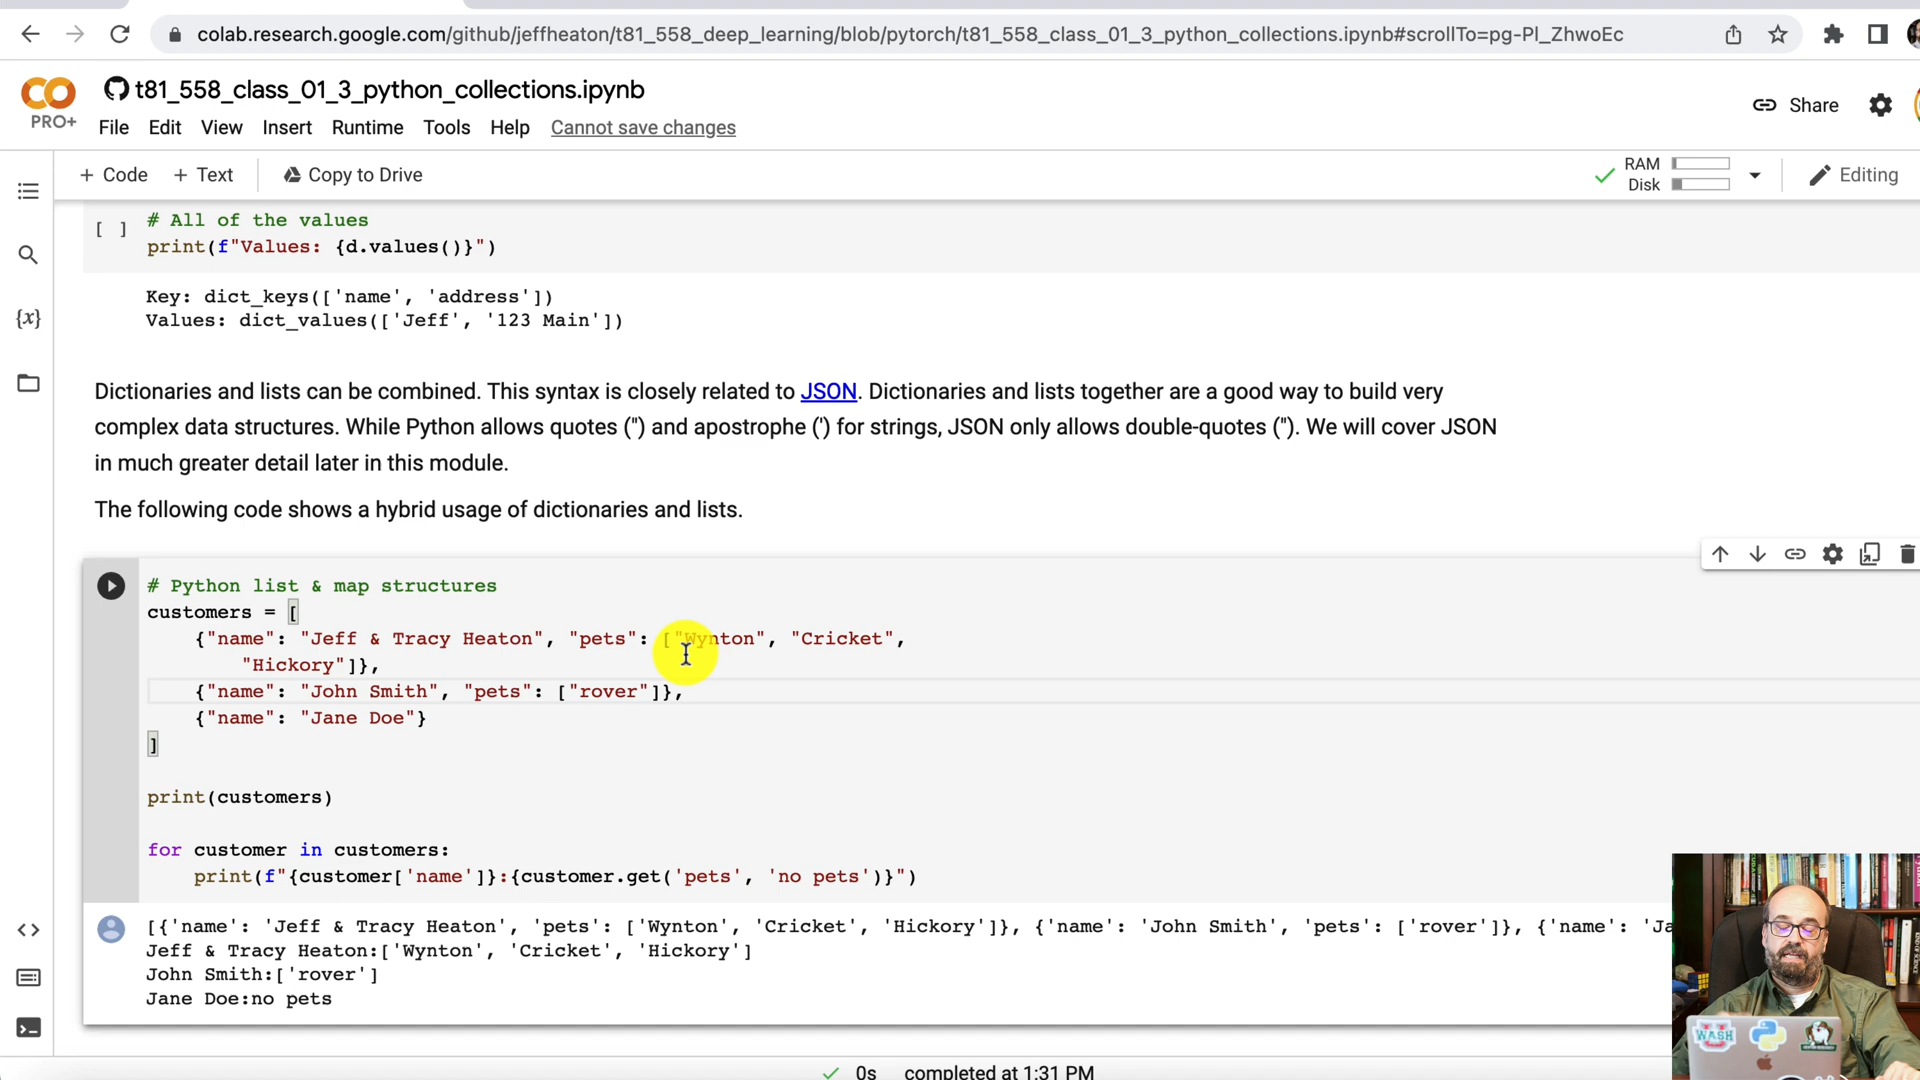 colab.research.google.com/github/jeffheaton/t81_558_deep_learning/blob/pytorch/t81_558_class_01_3_python_collections.ipynb#scrollTo=pg-Pl_ZhwoEc
t81_558_class_01_3_python_collections.ipynb
PRO+
File Edit View Insert Runtime Tools Help Cannot save changes
Share
+ Code + Text Copy to Drive
RAM
Disk
Editing
[ ] # All of the values
print(f"Values: {d.values()}")
Key: dict_keys(['name', 'address'])
Values: dict_values(['Jeff', '123 Main'])
Dictionaries and lists can be combined. This syntax is closely related to JSON. Dictionaries and lists together are a good way to build very
complex data structures. While Python allows quotes (") and apostrophe (') for strings, JSON only allows double-quotes ("). We will cover JSON
in much greater detail later in this module.
The following code shows a hybrid usage of dictionaries and lists.
# Python list & map structures
customers = [
{"name": "Jeff & Tracy Heaton", "pets": ["Wynton", "Cricket",
"Hickory"]},
{"name": "John Smith", "pets": ["rover"]},
{"name": "Jane Doe"}
]
print(customers)
for customer in customers:
print(f"{customer['name']}:{customer.get('pets', 'no pets')}")
[{'name': 'Jeff & Tracy Heaton', 'pets': ['Wynton', 'Cricket', 'Hickory']}, {'name': 'John Smith', 'pets': ['rover']}, {'name': 'Ja
Jeff & Tracy Heaton:['Wynton', 'Cricket', 'Hickory']
John Smith:['rover']
Jane Doe:no pets
WASH
0s completed at 1:31 PM